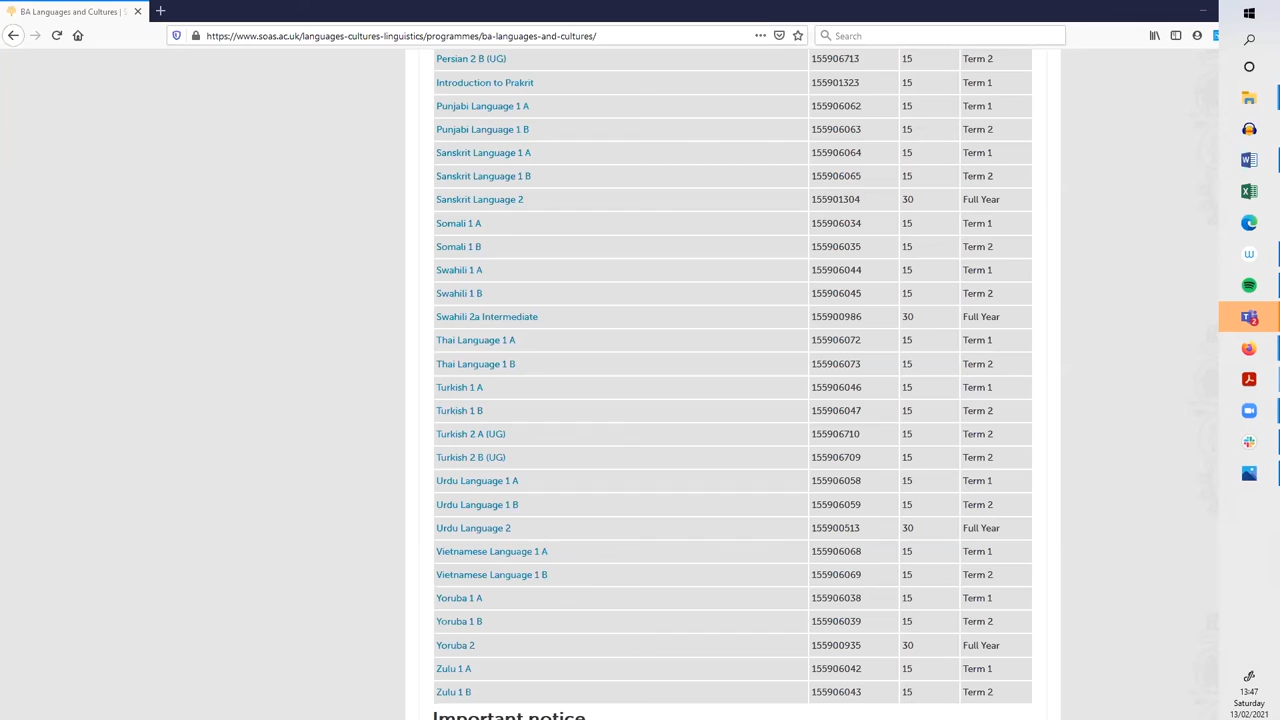 BA Languages and Cultures |
https://www.soas.ac.uk/languages-cultures-linguistics/programmes/ba-languages-and-cultures/
Search
Persian 2 B (UG) 155906713 15 Term 2
Introduction to Prakrit 155901323 15 Term 1
Punjabi Language 1 A 155906062 15 Term 1
Punjabi Language 1 B 155906063 15 Term 2
Sanskrit Language 1 A 155906064 15 Term 1
Sanskrit Language 1 B 155906065 15 Term 2
Sanskrit Language 2 155901304 30 Full Year
Somali 1 A 155906034 15 Term 1
Somali 1 B 155906035 15 Term 2
Swahili 1 A 155906044 15 Term 1
Swahili 1 B 155906045 15 Term 2
Swahili 2a Intermediate 155900986 30 Full Year
Thai Language 1 A 155906072 15 Term 1
Thai Language 1 B 155906073 15 Term 2
Turkish 1 A 155906046 15 Term 1
Turkish 1 B 155906047 15 Term 2
Turkish 2 A (UG) 155906710 15 Term 2
Turkish 2 B (UG) 155906709 15 Term 2
Urdu Language 1 A 155906058 15 Term 1
Urdu Language 1 B 155906059 15 Term 2
Urdu Language 2 155900513 30 Full Year
Vietnamese Language 1 A 155906068 15 Term 1
Vietnamese Language 1 B 155906069 15 Term 2
Yoruba 1 A 155906038 15 Term 1
Yoruba 1 B 155906039 15 Term 2
Yoruba 2 155900935 30 Full Year
Zulu 1 A 155906042 15 Term 1
Zulu 1 B 155906043 15 Term 2
Important notice
13:47
Saturday
13/02/2021